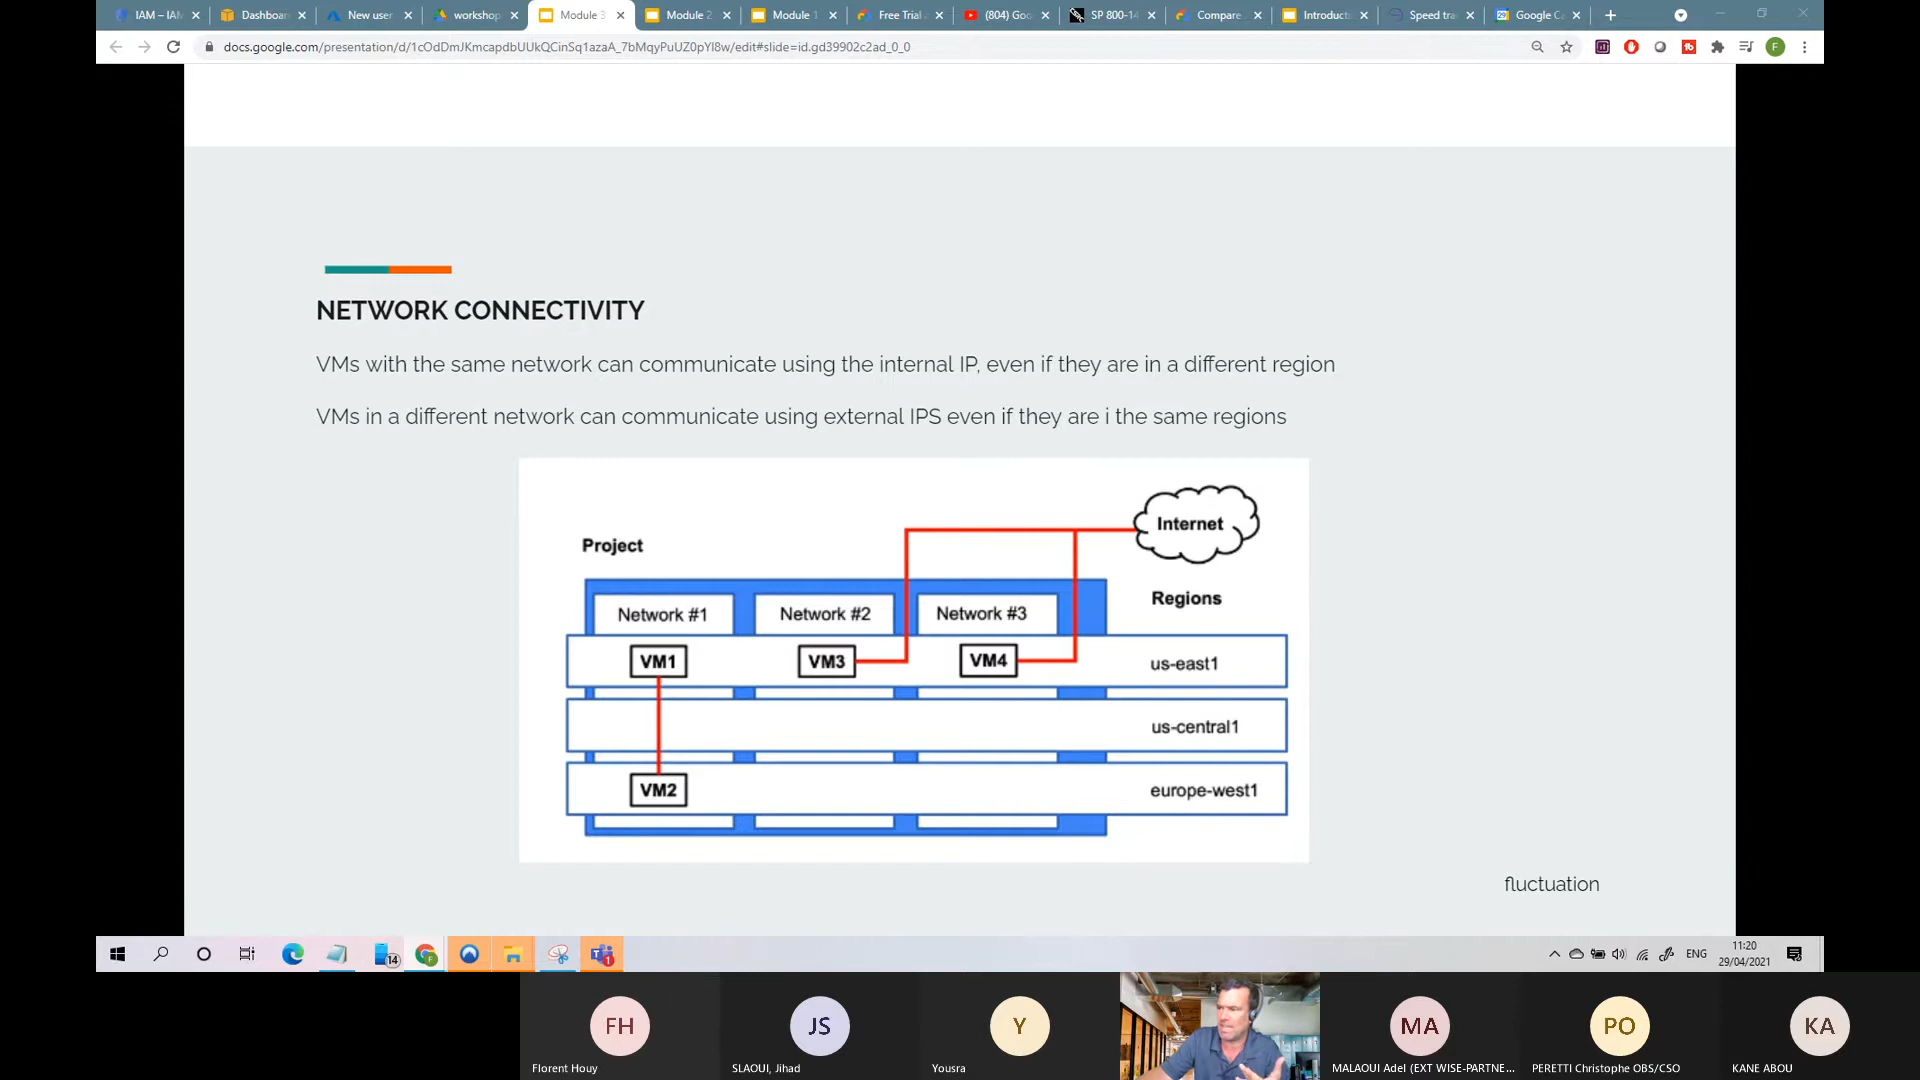 IAM – IAM
Dashboar
New user
workshop
Module 3
Module 2
Module 1
Free Trial
(804) Goo
SP 800-14
Compare
Introduct
Speed tra
Google C
docs.google.com/presentation/d/1cOdDmJKmcapdbUUkQCinSq1azaA_7bMqyPuUZ0pYI8w/edit#slide=id.gd39902c2ad_0_0
F
NETWORK CONNECTIVITY
VMs with the same network can communicate using the internal IP, even if they are in a different region
VMs in a different network can communicate using external IPS even if they are i the same regions
Internet
Project
Regions
Network #1
Network #2
Network #3
VM1
VM3
VM4
us-east1
us-central1
VM2
europe-west1
fluctuation
14
1
ENG
11:20
29/04/2021
FH
JS
Y
MA
PO
KA
Florent Houy
SLAOUI, Jihad
Yousra
MALAOUI Adel (EXT WISE-PARTNE...
PERETTI Christophe OBS/CSO
KANE ABOU